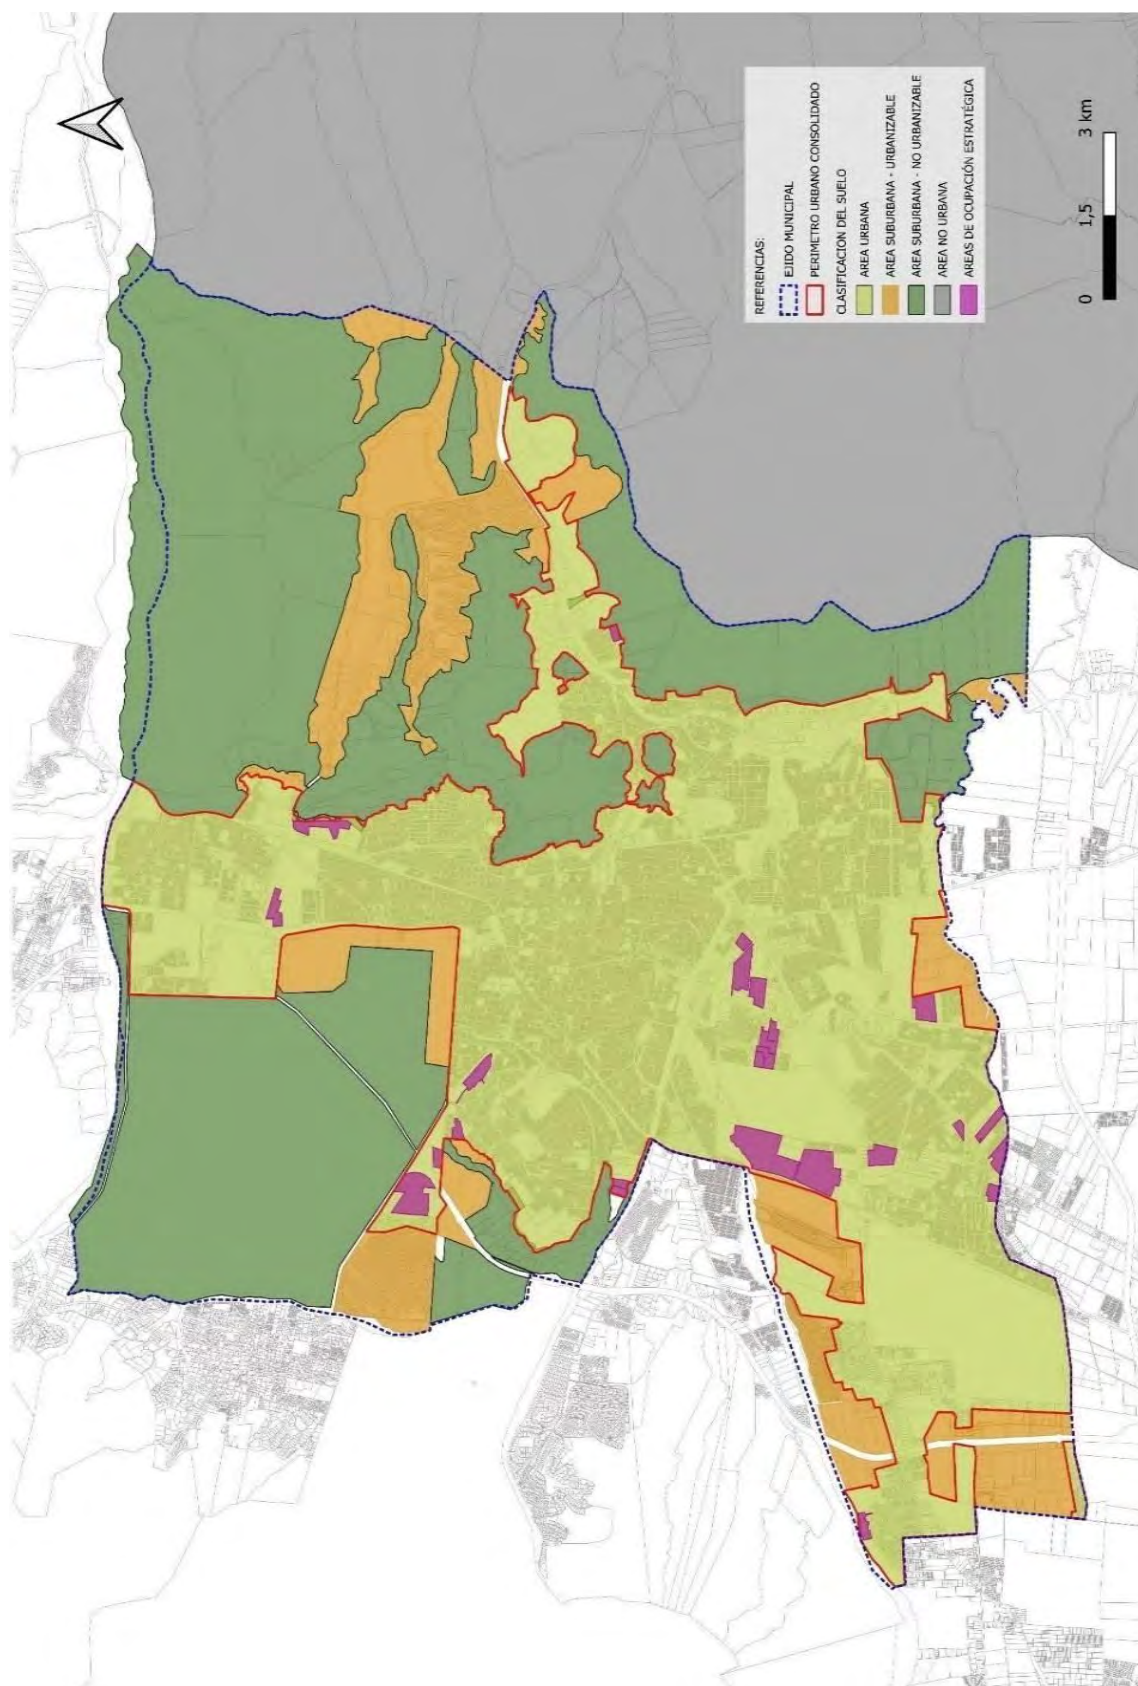 REFERENCIAS:
EJIDO MUNICIPAL
PERIMETRO URBANO CONSOLIDADO
CLASIFICACION DEL SUELO
AREA URBANA
AREA SUBURBANA - URBANIZABLE
AREA SUBURBANA - NO URBANIZABLE
AREA NO URBANA
AREAS DE OCUPACIÓN ESTRATÉGICA
0 1,5 3 km